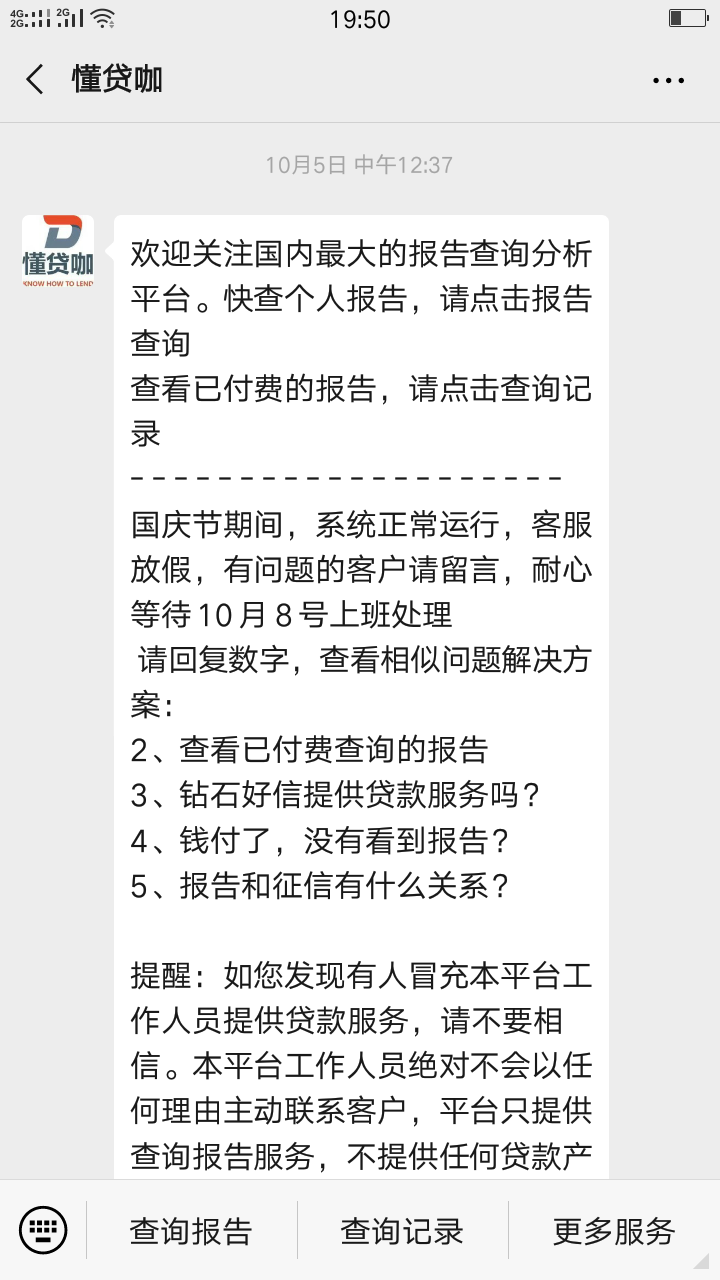 4G 2G 2G 19:50
懂贷咖
10月5日 中午12:37
懂贷咖
KNOW HOW TO LEND
欢迎关注国内最大的报告查询分析
平台。快查个人报告，请点击报告
查询
查看已付费的报告，请点击查询记
录
--------------------
国庆节期间，系统正常运行，客服
放假，有问题的客户请留言，耐心
等待10月8号上班处理
请回复数字，查看相似问题解决方
案：
2、查看已付费查询的报告
3、钻石好信提供贷款服务吗？
4、钱付了，没有看到报告？
5、报告和征信有什么关系？
提醒：如您发现有人冒充本平台工
作人员提供贷款服务，请不要相
信。本平台工作人员绝对不会以任
何理由主动联系客户，平台只提供
查询报告服务，不提供任何贷款产
查询报告 查询记录 更多服务